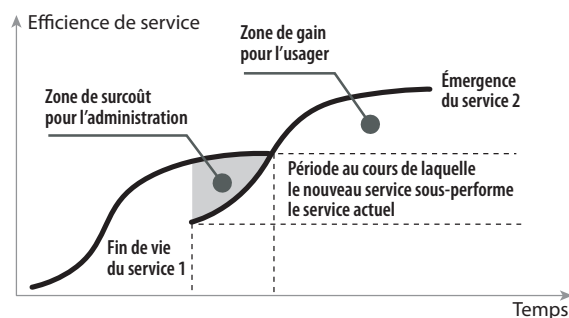 Efficience de service
Zone de gain
pour l'usager
Émergence
du service 2
Zone de surcoût
pour l'administration
Période au cours de laquelle
le nouveau service sous-performe
le service actuel
Fin de vie
du service 1
Temps